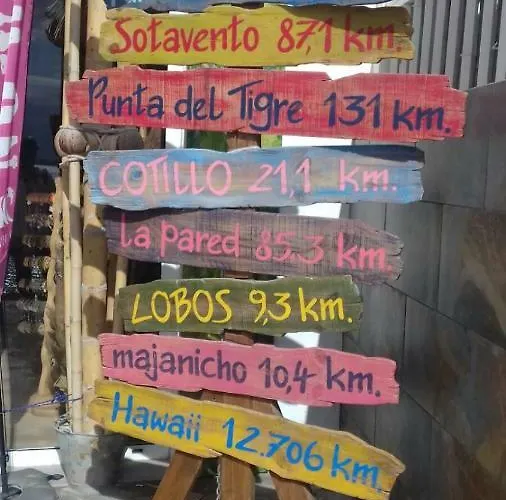 Sotavento 87,1 km.
Punta del Tigre 131 km.
COTILLO 21,1 km.
la pared 85.3 km.
LOBOS 9,3 km.
majanicho 10,4 km.
Hawaii 12.706 km.